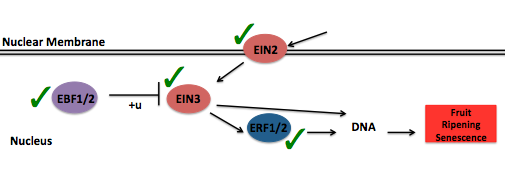 Nuclear Membrane
EIN2
EBF1/2
+u
EIN3
ERF1/2
DNA
Fruit
Ripening
Senescence
Nucleus